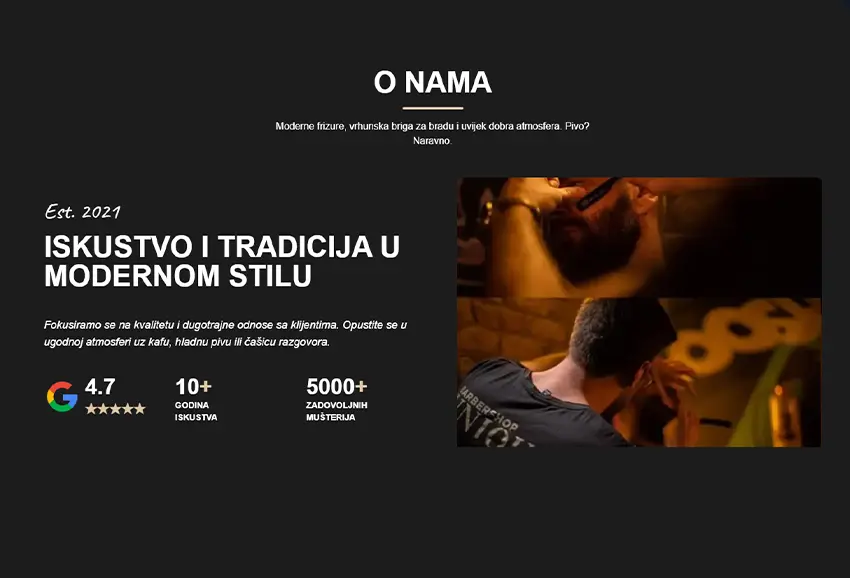 O NAMA
Moderne frizure, vrhunska briga za bradu i uvijek dobra atmosfera. Pivo?
Naravno.
Est. 2021
ISKUSTVO I TRADICIJA U
MODERNOM STILU
Fokusiramo se na kvalitetu i dugotrajne odnose sa klijentima. Opustite se u
ugodnoj atmosferi uz kafu, hladnu pivu ili čašicu razgovora.
4.7
10+
GODINA
ISKUSTVA
5000+
ZADOVOLJNIH
MUŠTERIJA
BARBERSHOP